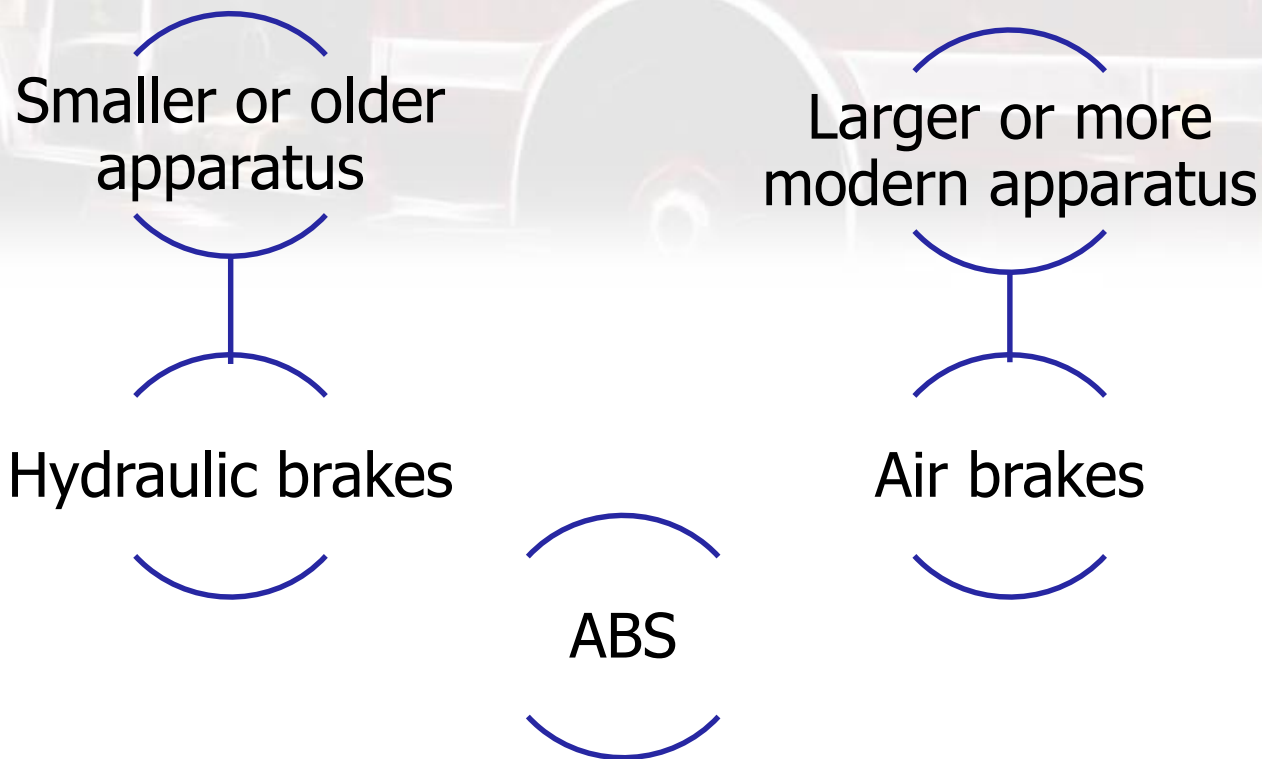 Smaller or older
apparatus
Larger or more
modern apparatus
Hydraulic brakes
Air brakes
ABS